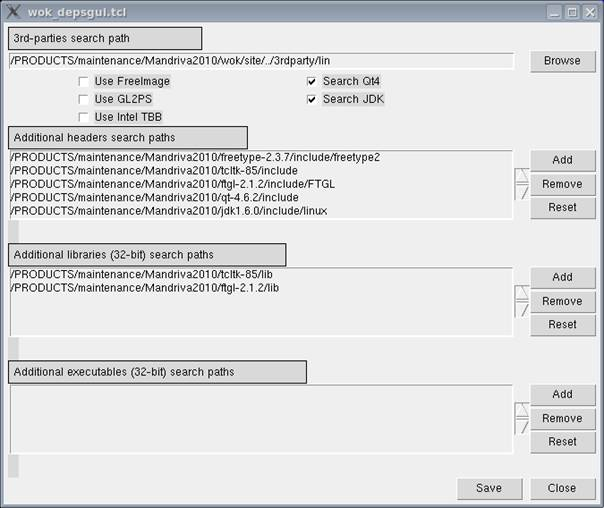 wok_depsgui.tcl
3rd-parties search path
/PRODUCTS/maintenance/Mandriva2010/wok/site/../3rdparty/lin
Browse
Use FreeImage
Search Qt4
Use GL2PS
Search JDK
Use Intel TBB
Additional headers search paths
/PRODUCTS/maintenance/Mandriva2010/freetype-2.3.7/include/freetype2
/PRODUCTS/maintenance/Mandriva2010/tcltk-85/include
/PRODUCTS/maintenance/Mandriva2010/ftgl-2.1.2/include/FTGL
/PRODUCTS/maintenance/Mandriva2010/qt-4.6.2/include
/PRODUCTS/maintenance/Mandriva2010/jdk1.6.0/include/linux
Add
Remove
Reset
Additional libraries (32-bit) search paths
/PRODUCTS/maintenance/Mandriva2010/tcltk-85/lib
/PRODUCTS/maintenance/Mandriva2010/ftgl-2.1.2/lib
Add
Remove
Reset
Additional executables (32-bit) search paths
Add
Remove
Reset
Save
Close